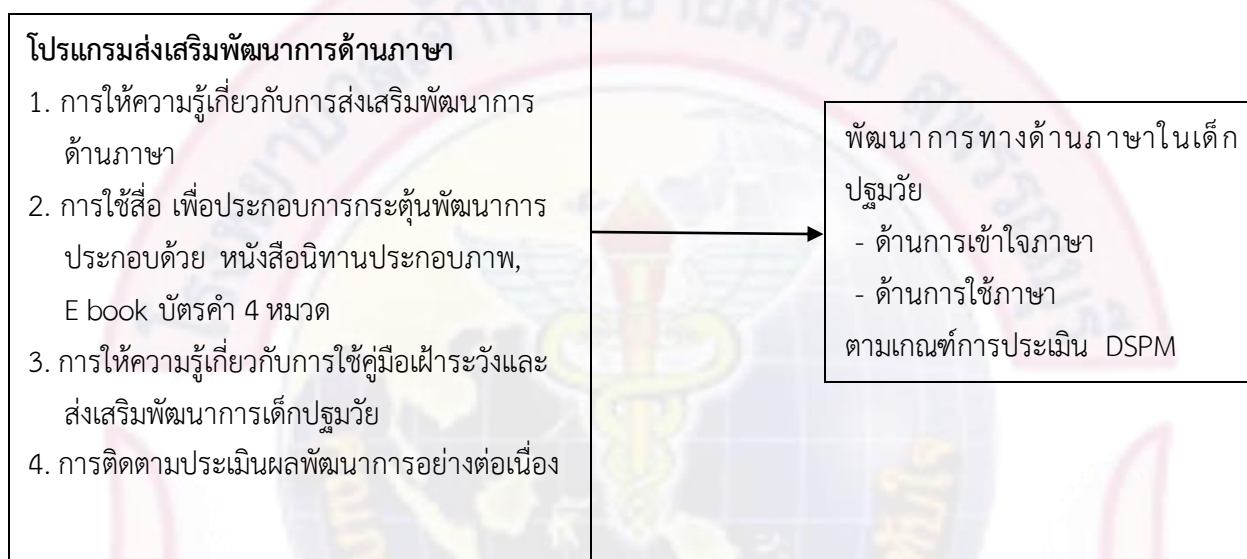 โปรแกรมส่งเสริมพัฒนาการด้านภาษา
1. การให้ความรู้เกี่ยวกับการส่งเสริมพัฒนาการ
ด้านภาษา
2. การใช้สื่อ เพื่อประกอบการกระตุ้นพัฒนาการ
ประกอบด้วย หนังสือนิทานประกอบภาพ,
E book บัตรคำ 4 หมวด
3. การให้ความรู้เกี่ยวกับการใช้คู่มือเฝ้าระวังและ
ส่งเสริมพัฒนาการเด็กปฐมวัย
4. การติดตามประเมินผลพัฒนาการอย่างต่อเนื่อง
พัฒนาการทางด้านภาษาในเด็ก
ปฐมวัย
- ด้านการเข้าใจภาษา
- ด้านการใช้ภาษา
ตามเกณฑ์การประเมิน DSPM